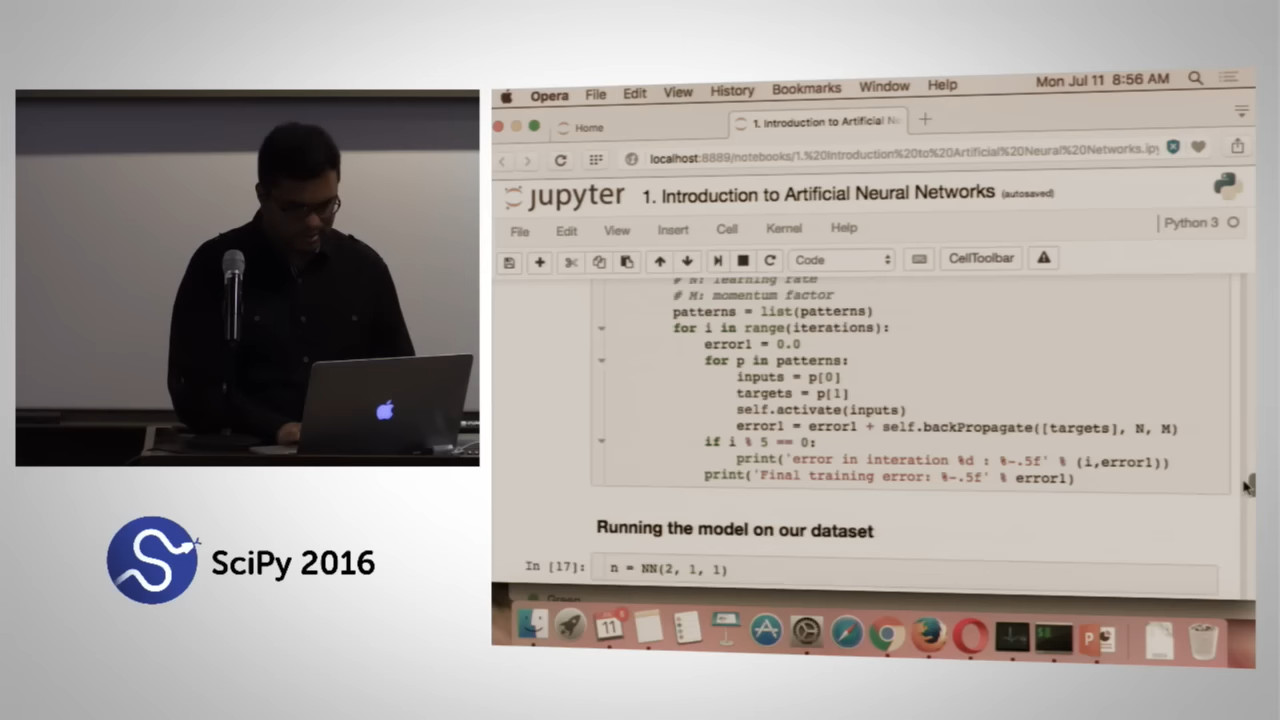 Opera File Edit View History Bookmarks Window Help Mon Jul 11 8:56 AM
Home
1. Introduction to Artificial
localhost:8889/notebooks/1.%20Introduction%20to%20Artificial%20Neural%20Networks.ipy
jupyter 1. Introduction to Artificial Neural Networks (autosaved)
File Edit View Insert Cell Kernel Help Python 3
Code CellToolbar
# N: learning rate
# M: momentum factor
patterns = list(patterns)
for i in range(iterations):
error1 = 0.0
for p in patterns:
inputs = p[0]
targets = p[1]
self.activate(inputs)
error1 = error1 + self.backPropagate([targets], N, M)
if i % 5 == 0:
print('error in interation %d : %-.5f' % (i,error1))
print('Final training error: %-.5f' % error1)
Running the model on our dataset
In [17]: n = NN(2, 1, 1)
11
SciPy 2016